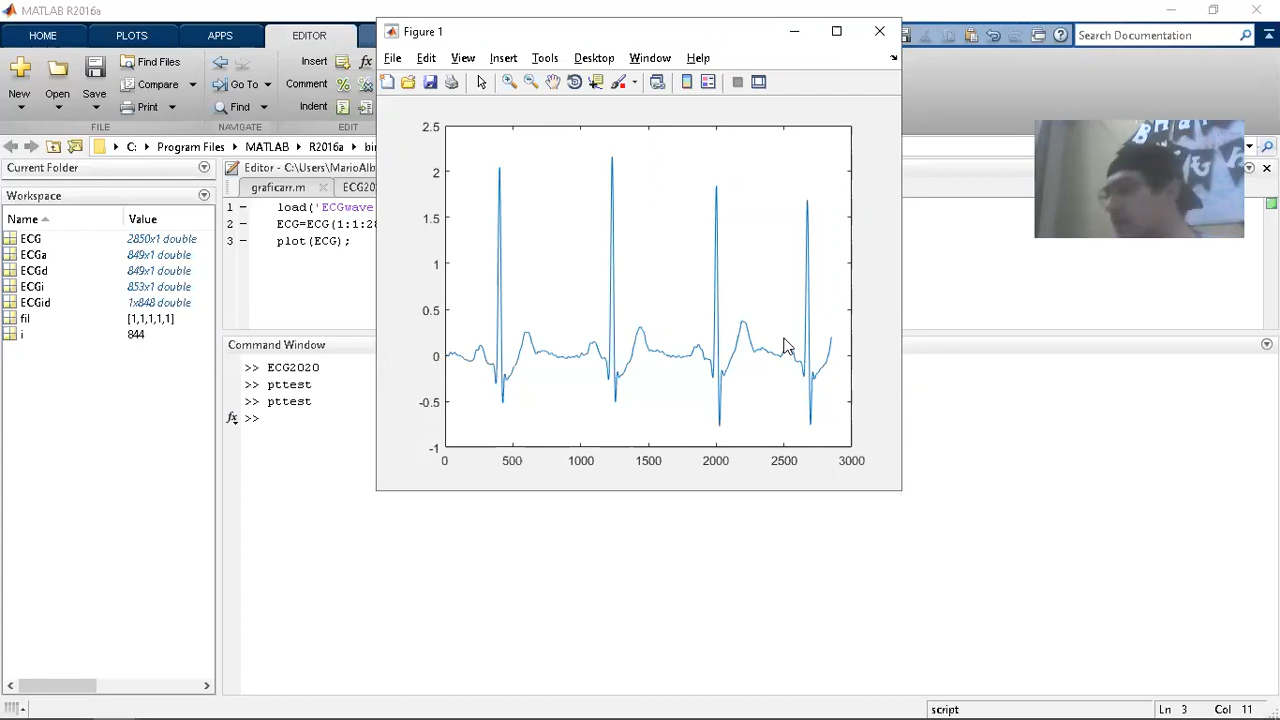 MATLAB R2016a
HOME PLOTS APPS EDITOR
Search Documentation
Find Files
Compare
Print
New Open Save
Go To
Find
Insert
Comment
Indent
FILE NAVIGATE EDIT
C: Program Files MATLAB R2016a
Current Folder
Workspace
Name Value
ECG 2850x1 double
ECGa 849x1 double
ECGd 849x1 double
ECGi 853x1 double
ECGid 1x848 double
fil [1,1,1,1,1]
i 844
Editor - C:\Users\MarioAlb
graficarr.m ECG20
1 load('ECGwave
2 ECG=ECG(1:1:28
3 plot(ECG);
Command Window
>> ECG2020
>> pttest
>> pttest
fx >>
Figure 1
File Edit View Insert Tools Desktop Window Help
2.5
2
1.5
1
0.5
0
-0.5
-1
0 500 1000 1500 2000 2500 3000
script Ln 3 Col 11